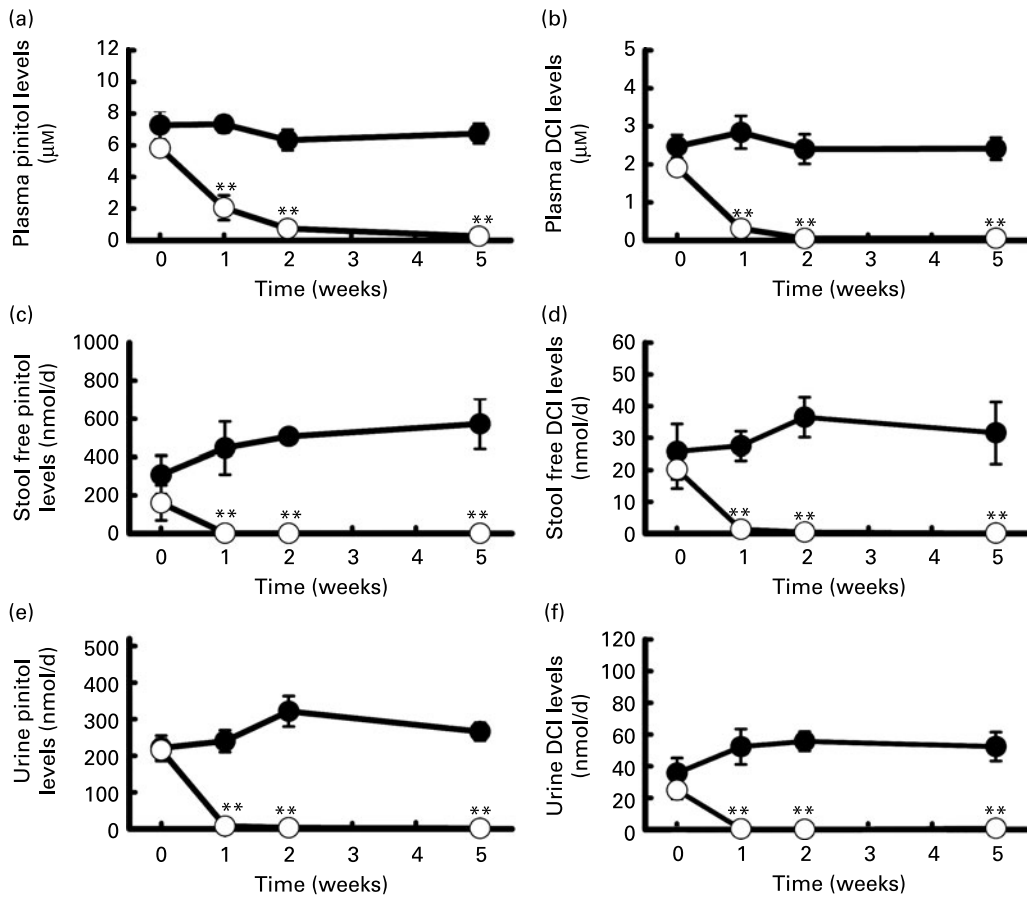 (a)
Plasma pinitol levels
(µM)
12
10
8
6
4
2
0
**
**
**
0 1 2 3 4 5
Time (weeks)
(b)
Plasma DCI levels
(µM)
5
4
3
2
1
0
**
**
**
0 1 2 3 4 5
Time (weeks)
(c)
Stool free pinitol
levels (nmol/d)
1000
800
600
400
200
0
**
**
**
0 1 2 3 4 5
Time (weeks)
(d)
Stool free DCI levels
(nmol/d)
60
50
40
30
20
10
0
**
**
**
0 1 2 3 4 5
Time (weeks)
(e)
Urine pinitol
levels (nmol/d)
500
400
300
200
100
0
**
**
**
0 1 2 3 4 5
Time (weeks)
(f)
Urine DCI levels
(nmol/d)
120
100
80
60
40
20
0
**
**
**
0 1 2 3 4 5
Time (weeks)